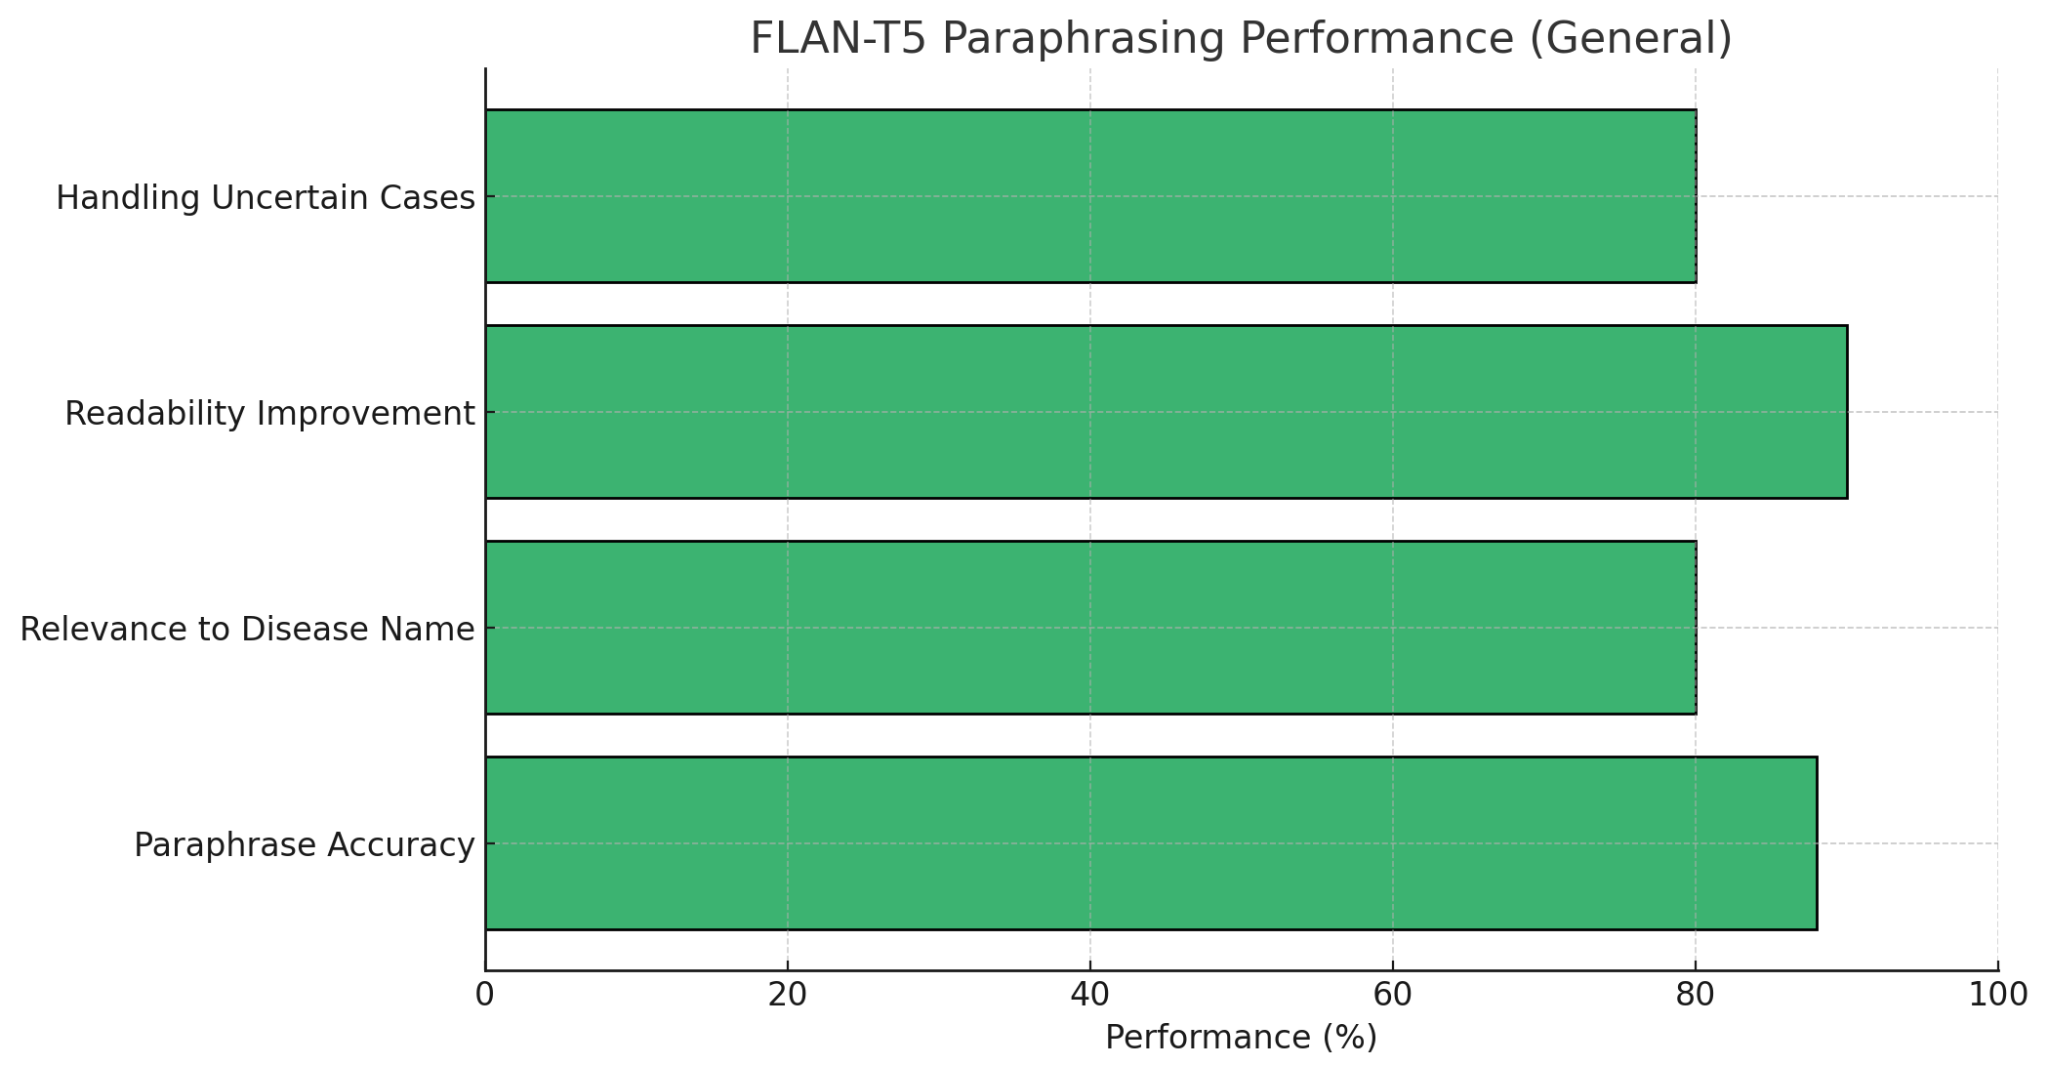 FLAN-T5 Paraphrasing Performance (General)
Handling Uncertain Cases
Readability Improvement
Relevance to Disease Name
Paraphrase Accuracy
0 20 40 60 80 100
Performance (%)